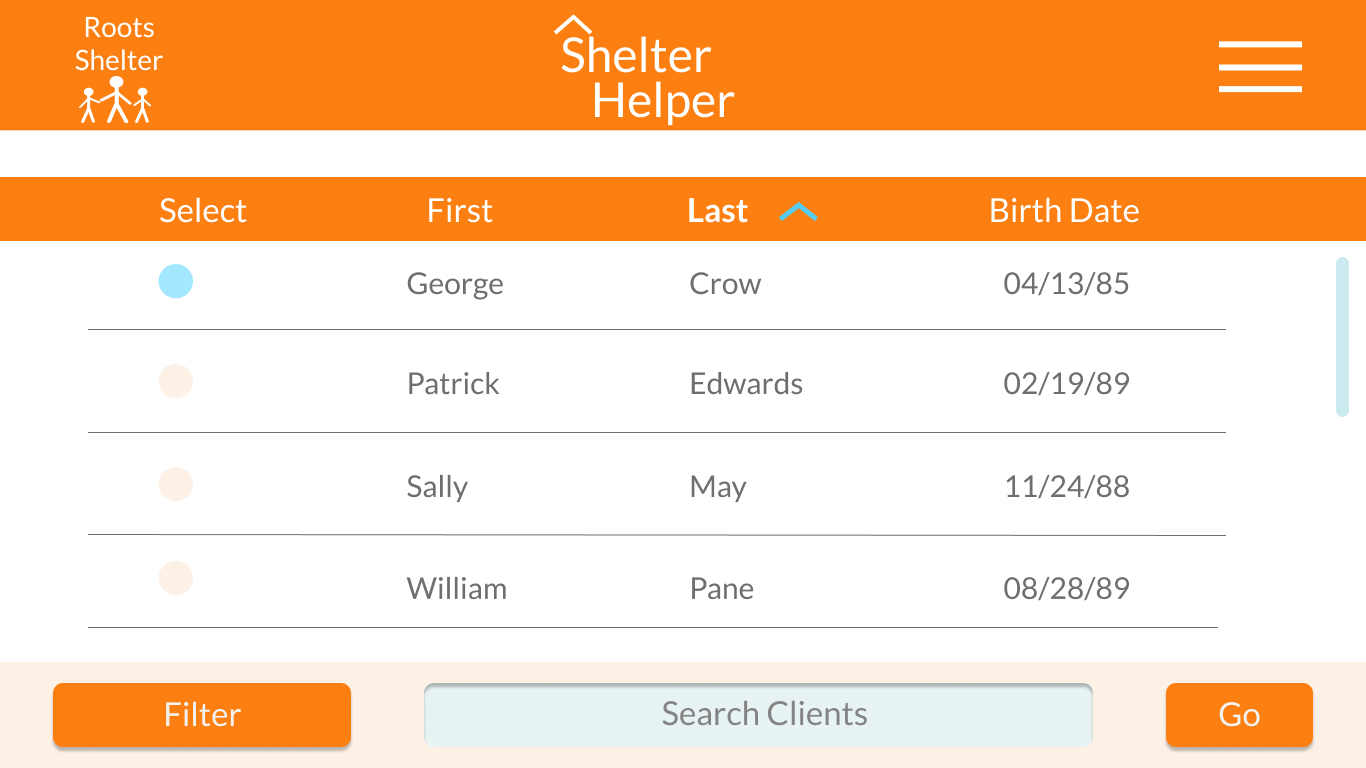 Roots
Shelter
Shelter
Helper
Select First Last Birth Date
George Crow 04/13/85
Patrick Edwards 02/19/89
Sally May 11/24/88
William Pane 08/28/89
Filter Search Clients Go